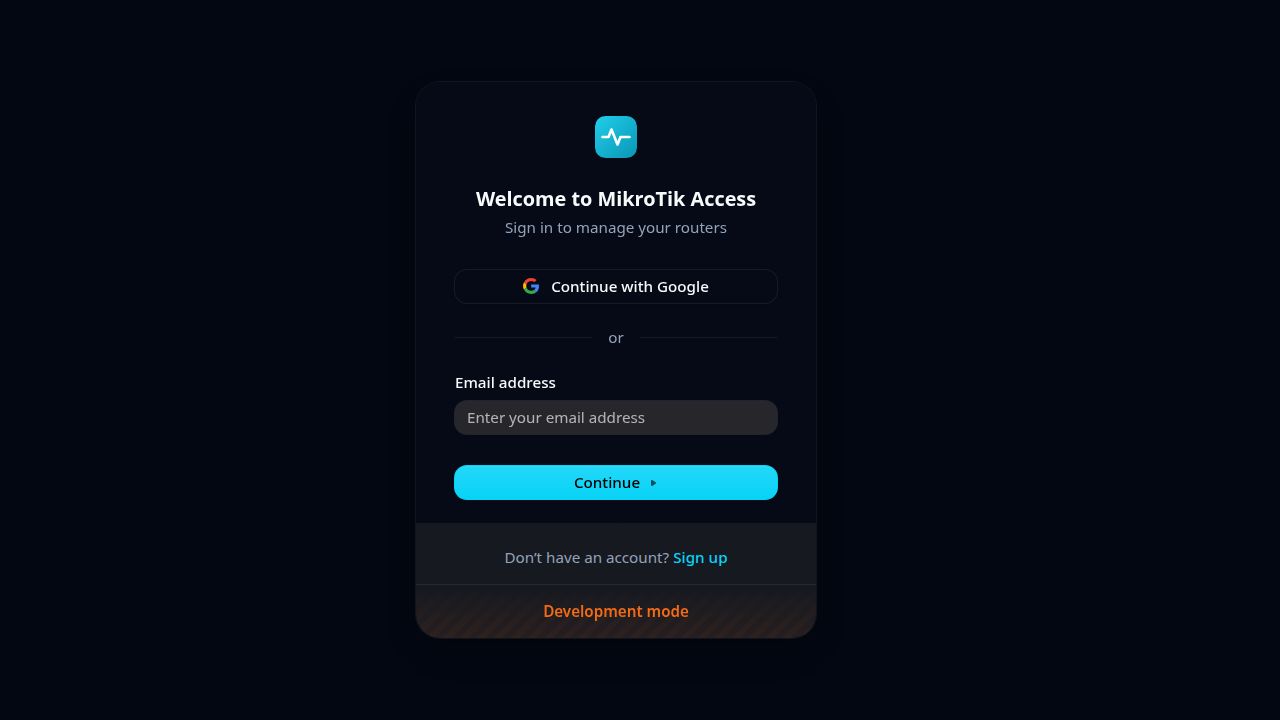 Welcome to MikroTik Access
Sign in to manage your routers
Continue with Google
or
Email address
Enter your email address
Continue
Don’t have an account? Sign up
Development mode